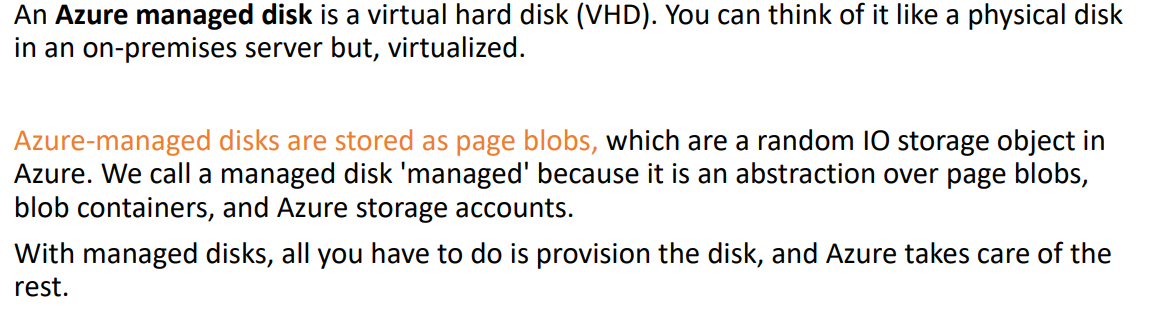 An Azure managed disk is a virtual hard disk (VHD). You can think of it like a physical disk
in an on-premises server but, virtualized.
Azure-managed disks are stored as page blobs, which are a random IO storage object in
Azure. We call a managed disk 'managed' because it is an abstraction over page blobs,
blob containers, and Azure storage accounts.
With managed disks, all you have to do is provision the disk, and Azure takes care of the
rest.